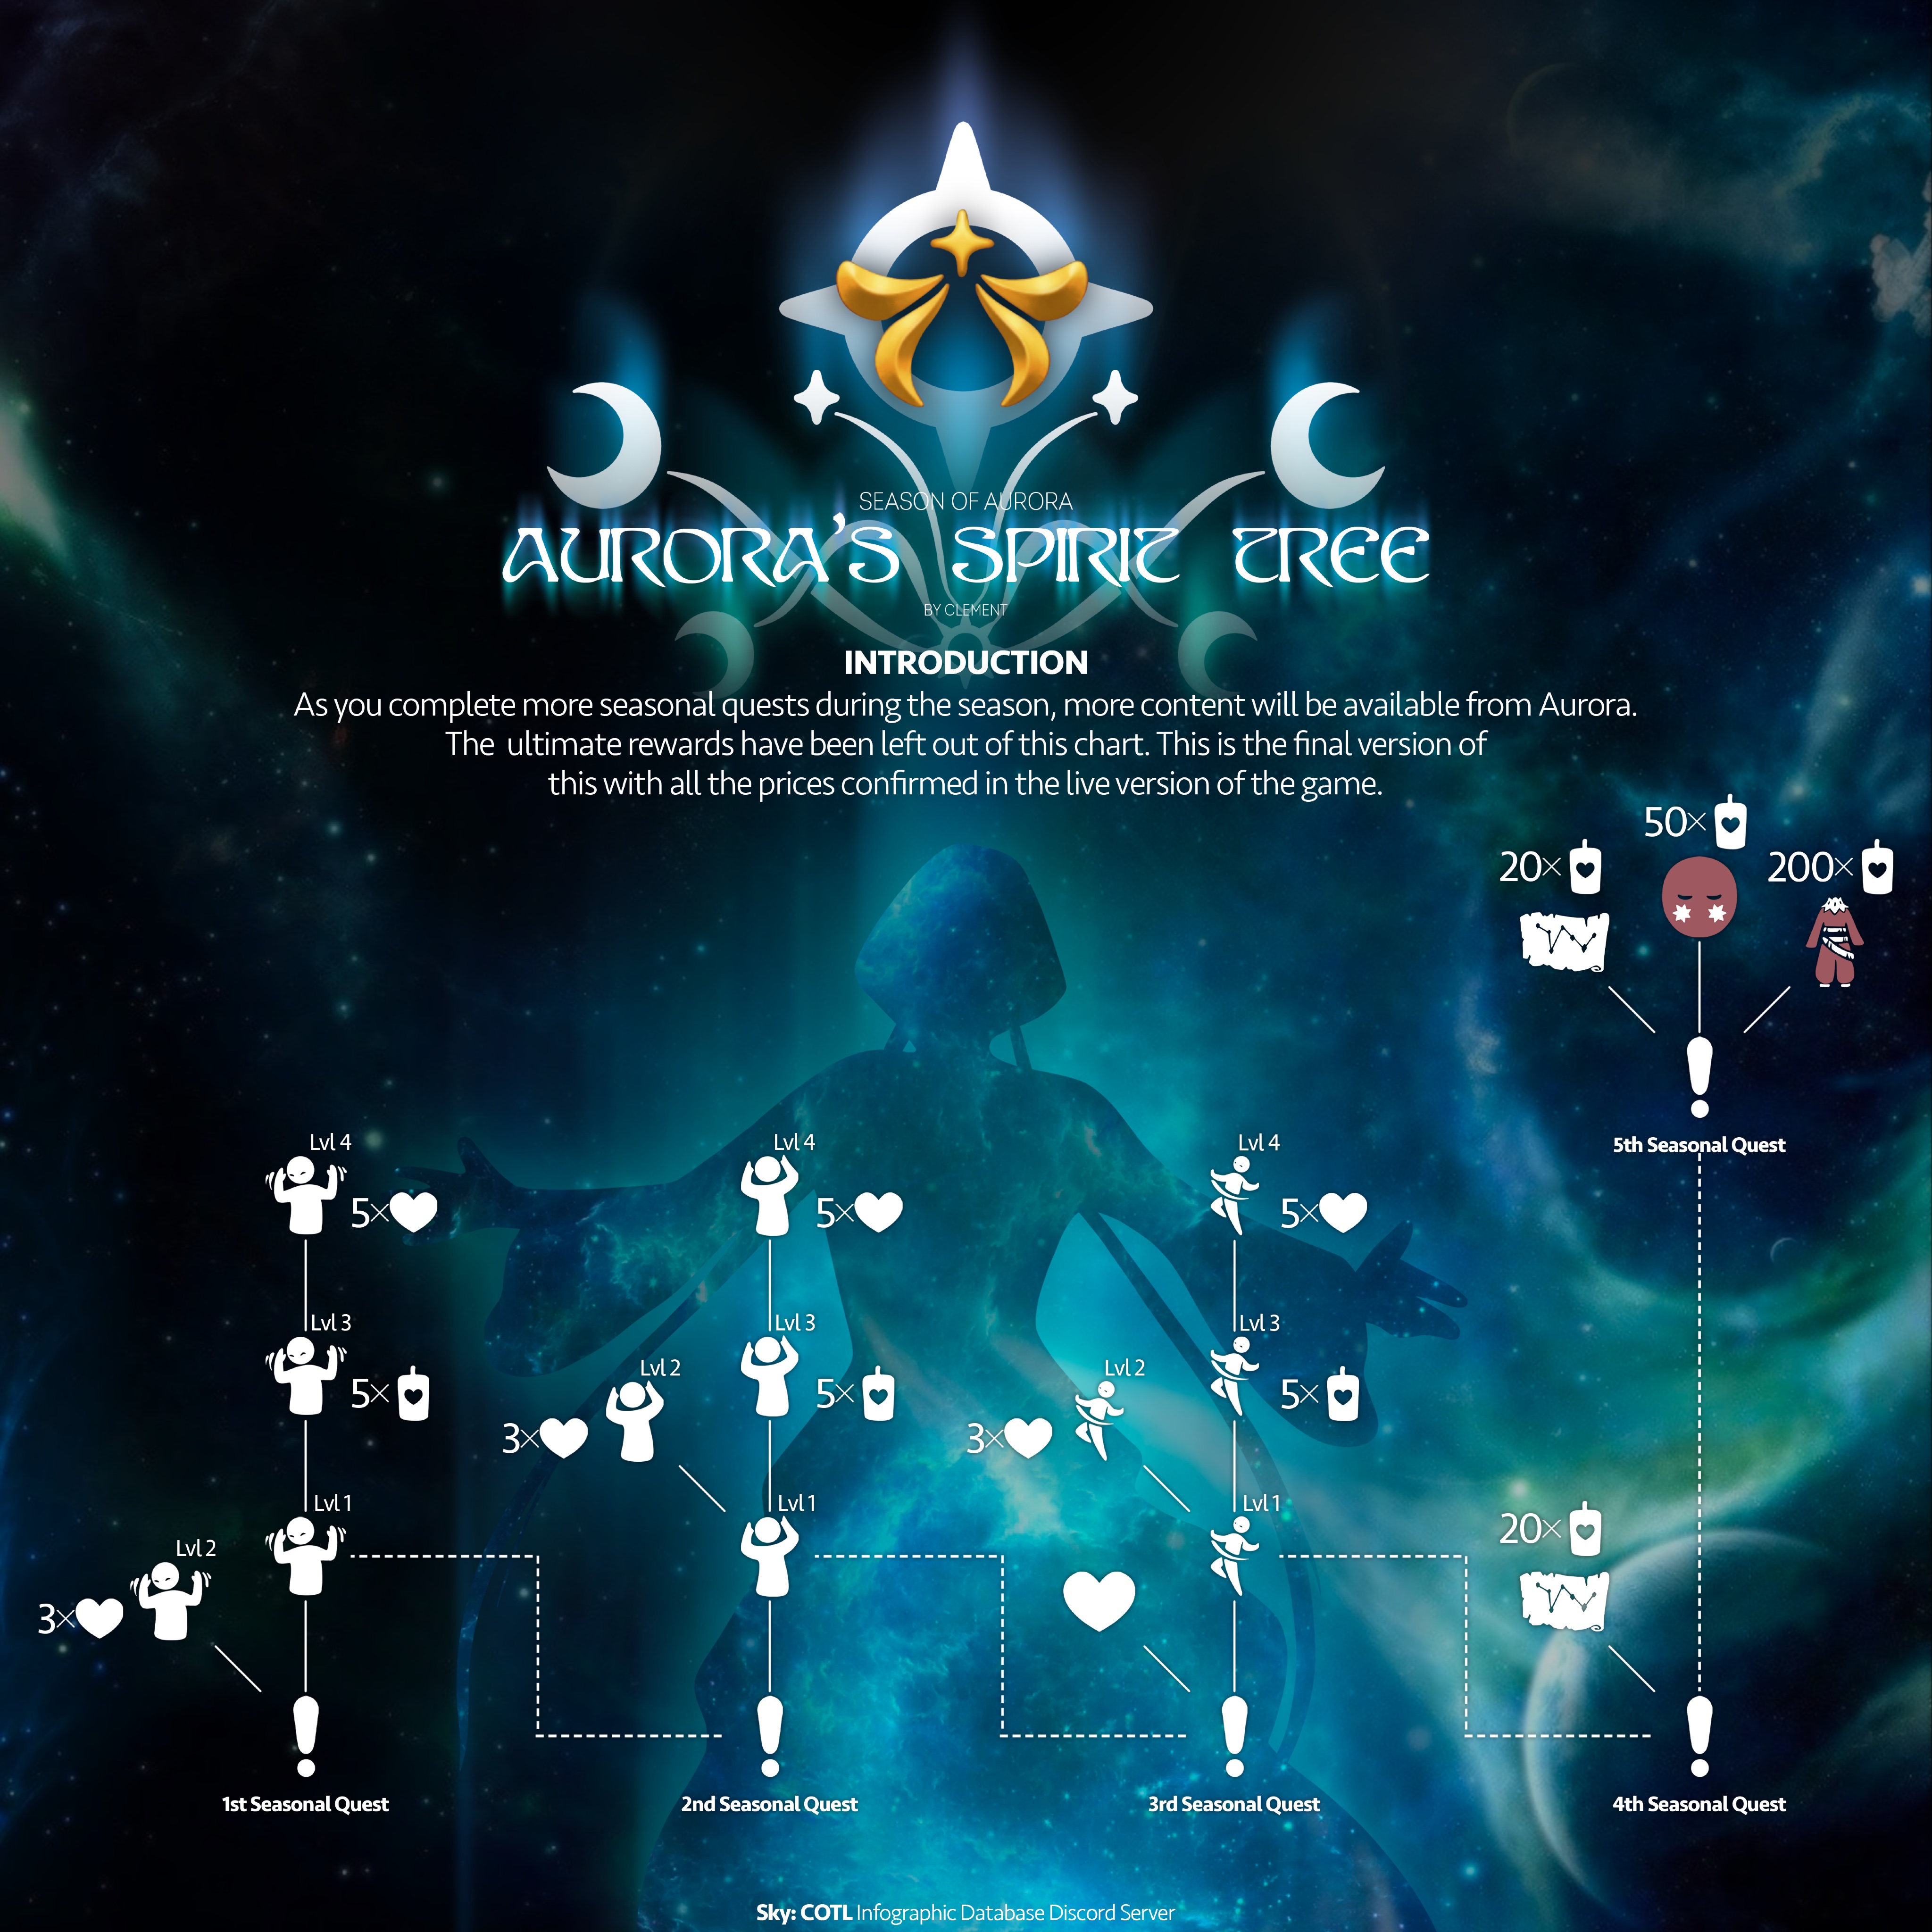 SEASON OF AURORA
AURORA'S SPIRIT TREE
BY CLEMENT
INTRODUCTION
As you complete more seasonal quests during the season, more content will be available from Aurora.
The ultimate rewards have been left out of this chart. This is the final version of
this with all the prices confirmed in the live version of the game.
50×
20×
200×
5th Seasonal Quest
Lvl 4
5×
Lvl 4
5×
Lvl 4
5×
Lvl 3
5×
Lvl 3
5×
Lvl 3
5×
Lvl 2
3×
Lvl 2
3×
Lvl 1
Lvl 1
Lvl 1
20×
Lvl 2
3×
1st Seasonal Quest
2nd Seasonal Quest
3rd Seasonal Quest
4th Seasonal Quest
Sky: COTL Infographic Database Discord Server